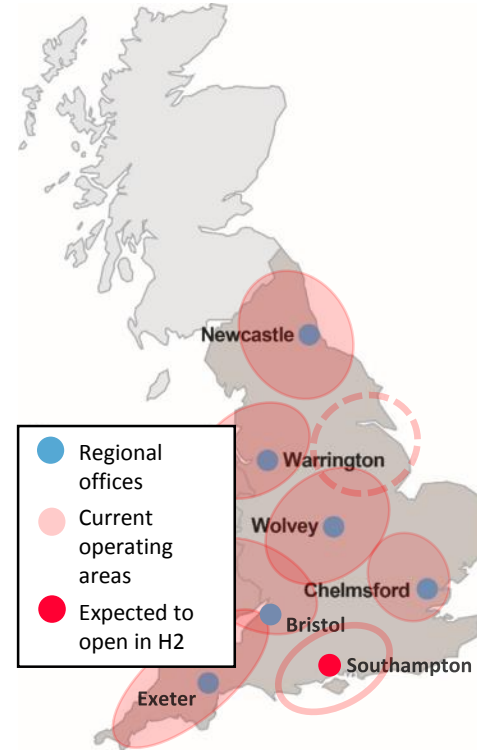 Newcastle
Warrington
Wolvey
Chelmsford
Bristol
Southampton
Exeter
Regional
offices
Current
operating
areas
Expected to
open in H2